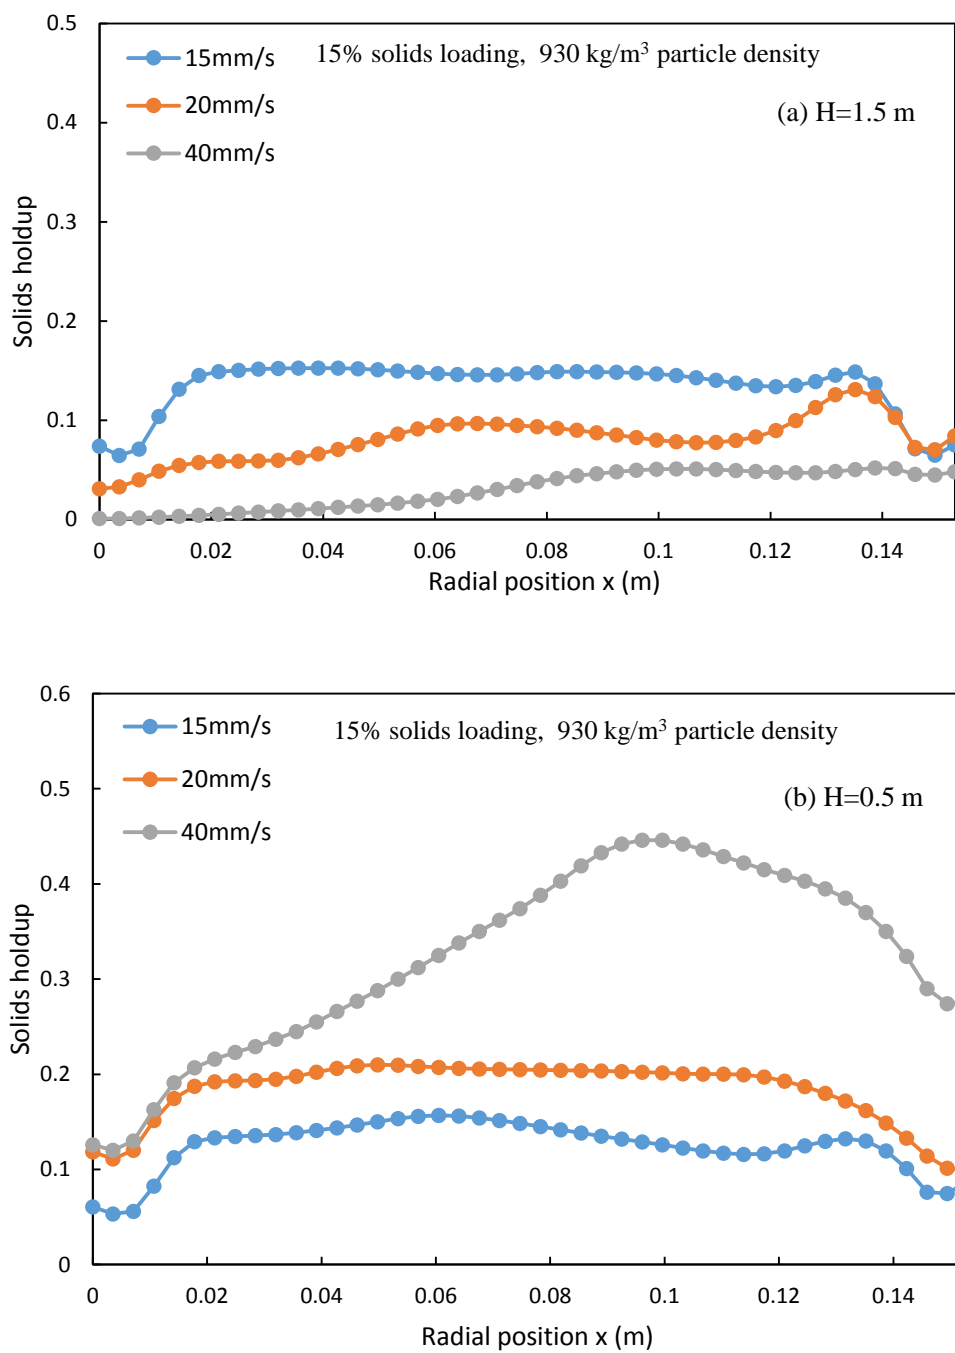 0.5
15mm/s
15% solids loading, 930 kg/m³ particle density
20mm/s
(a) H=1.5 m
0.4
40mm/s
0.3
Solids holdup
0.2
0.1
0
0 0.02 0.04 0.06 0.08 0.1 0.12 0.14
Radial position x (m)
0.6
15mm/s
15% solids loading, 930 kg/m³ particle density
20mm/s
0.5
(b) H=0.5 m
40mm/s
0.4
0.3
Solids holdup
0.2
0.1
0
0 0.02 0.04 0.06 0.08 0.1 0.12 0.14
Radial position x (m)